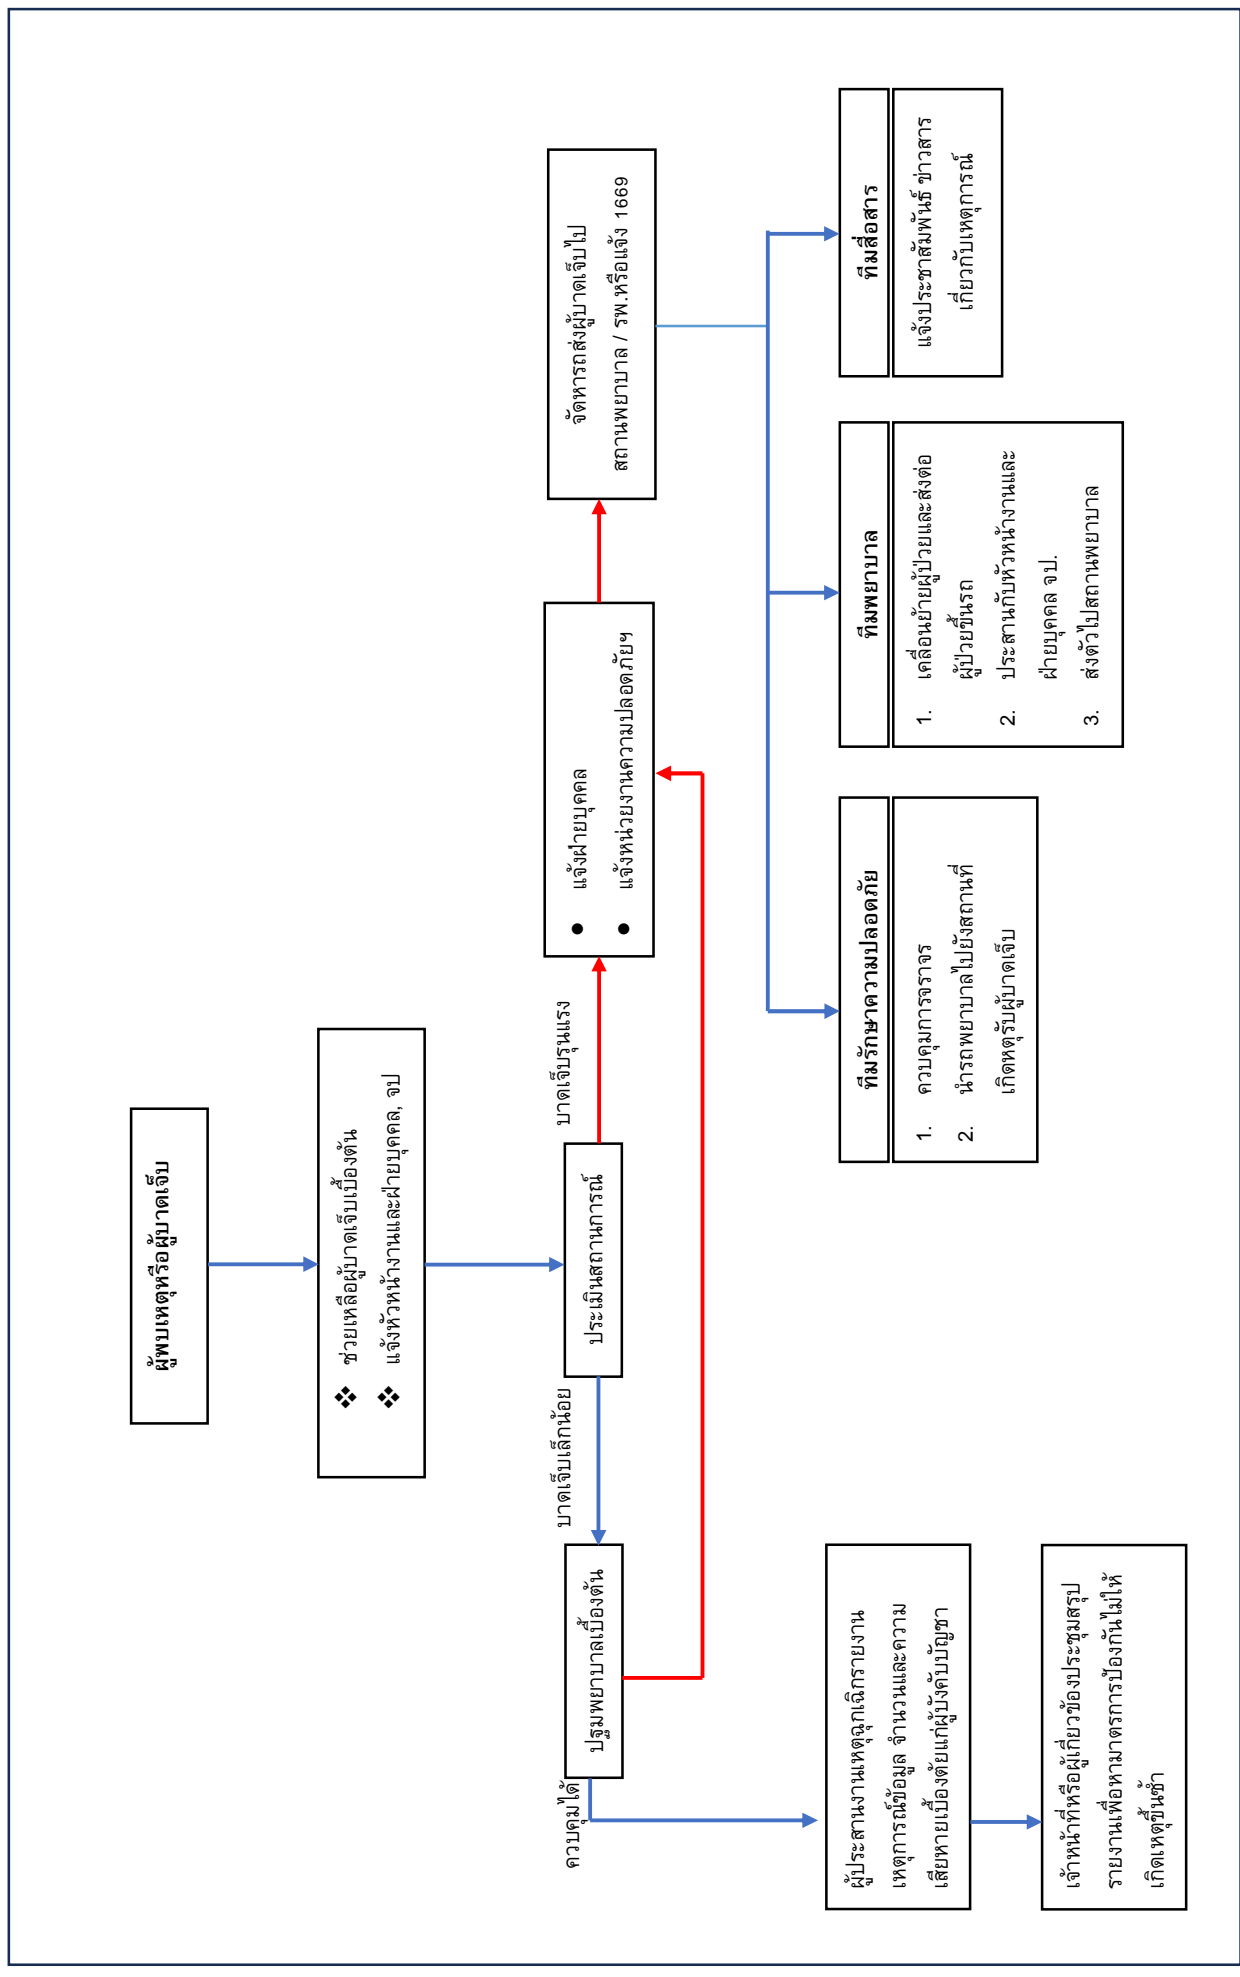 ผู้พบเหตุหรือผู้บาดเจ็บ
❖ ช่วยเหลือผู้บาดเจ็บเบื้องต้น
❖ แจ้งหัวหน้างานและฝ่ายบุคคล, จป
ประเมินสถานการณ์
บาดเจ็บเล็กน้อย
บาดเจ็บรุนแรง
ปฐมพยาบาลเบื้องต้น
ควบคุมได้
● แจ้งฝ่ายบุคคล
● แจ้งหน่วยงานความปลอดภัยฯ
จัดหารถส่งผู้บาดเจ็บไป
สถานพยาบาล / รพ.หรือแจ้ง 1669
ผู้ประสานงานเหตุฉุกเฉินรายงาน
เหตุการณ์ข้อมูล จำนวนและความ
เสียหายเบื้องต้ยแก่ผู้บังคับบัญชา
เจ้าหน้าที่หรือผู้เกี่ยวข้องประชุมสรุป
รายงานเพื่อหามาตรการป้องกันไม่ให้
เกิดเหตุขึ้นซ้ำ
ทีมรักษาความปลอดภัย
1. ควบคุมการจราจร
2. นำรถพยาบาลไปยังสถานที่
เกิดเหตุรับผู้บาดเจ็บ
ทีมพยาบาล
1. เคลื่อนย้ายผู้ป่วยและส่งต่อ
ผู้ป่วยขึ้นรถ
2. ประสานกับหัวหน้างานและ
ฝ่ายบุคคล จป.
3. ส่งตัวไปสถานพยาบาล
ทีมสื่อสาร
แจ้งประชาสัมพันธ์ ข่าวสาร
เกี่ยวกับเหตุการณ์